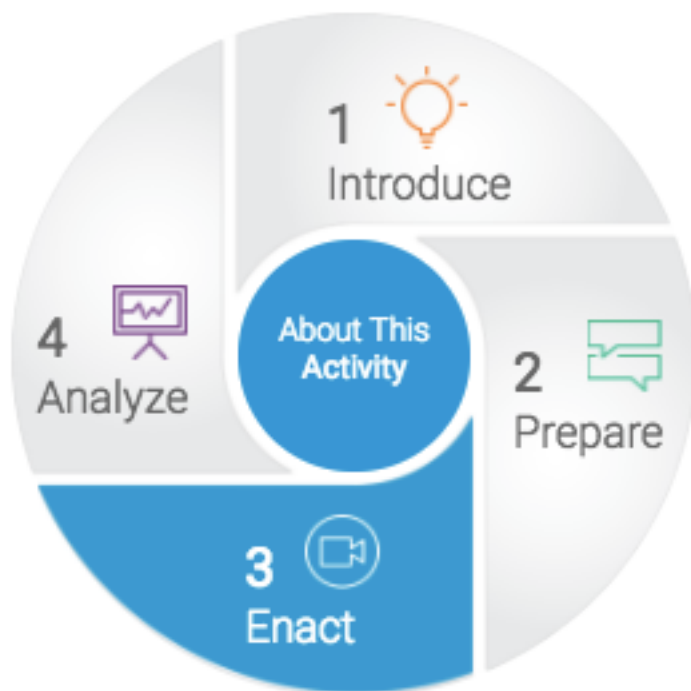 1
Introduce
2
Prepare
3
Enact
4
Analyze
About This
Activity